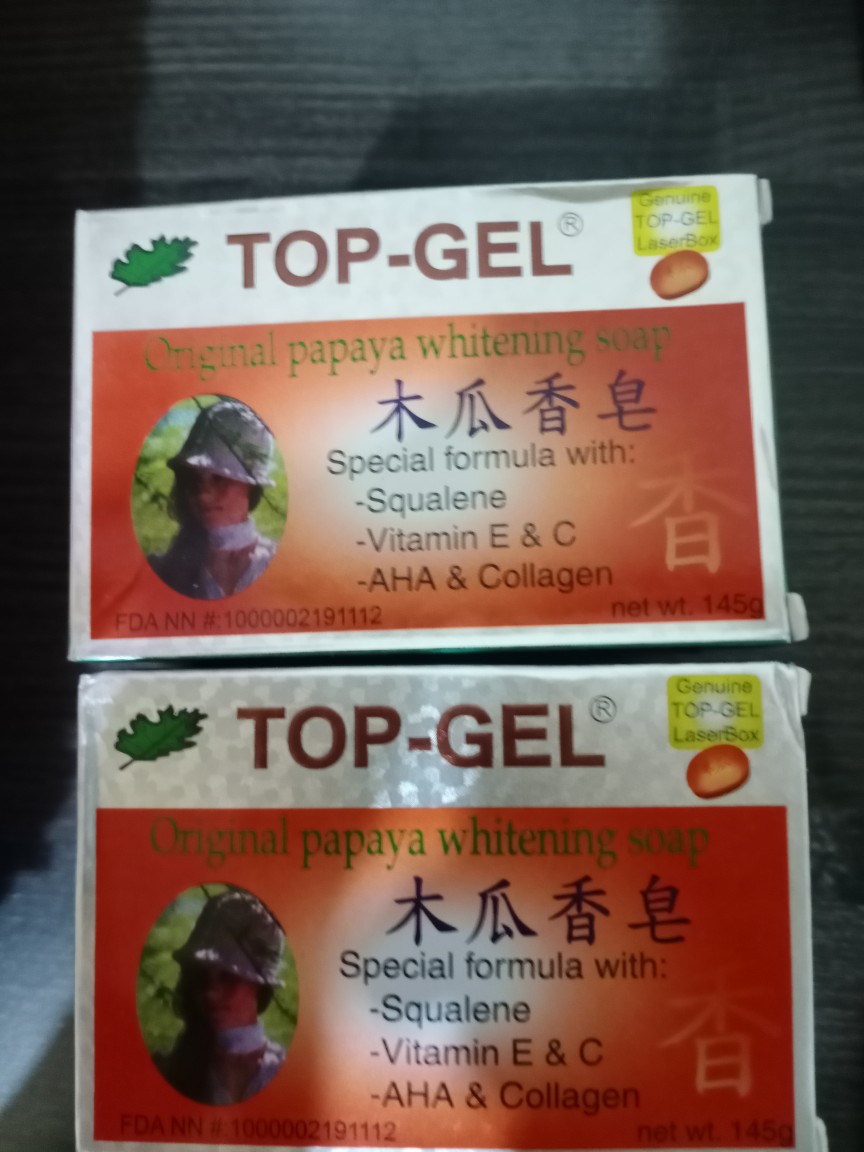 TOP-GEL®
Genuine
TOP-GEL
LaserBox
Original papaya whitening soap
木瓜香皂
Special formula with:
-Squalene
-Vitamin E & C
-AHA & Collagen
香
FDA NN #:1000002191112
net wt. 145g
TOP-GEL®
Genuine
TOP-GEL
LaserBox
Original papaya whitening soap
木瓜香皂
Special formula with:
-Squalene
-Vitamin E & C
-AHA & Collagen
香
FDA NN #:1000002191112
net wt. 145g